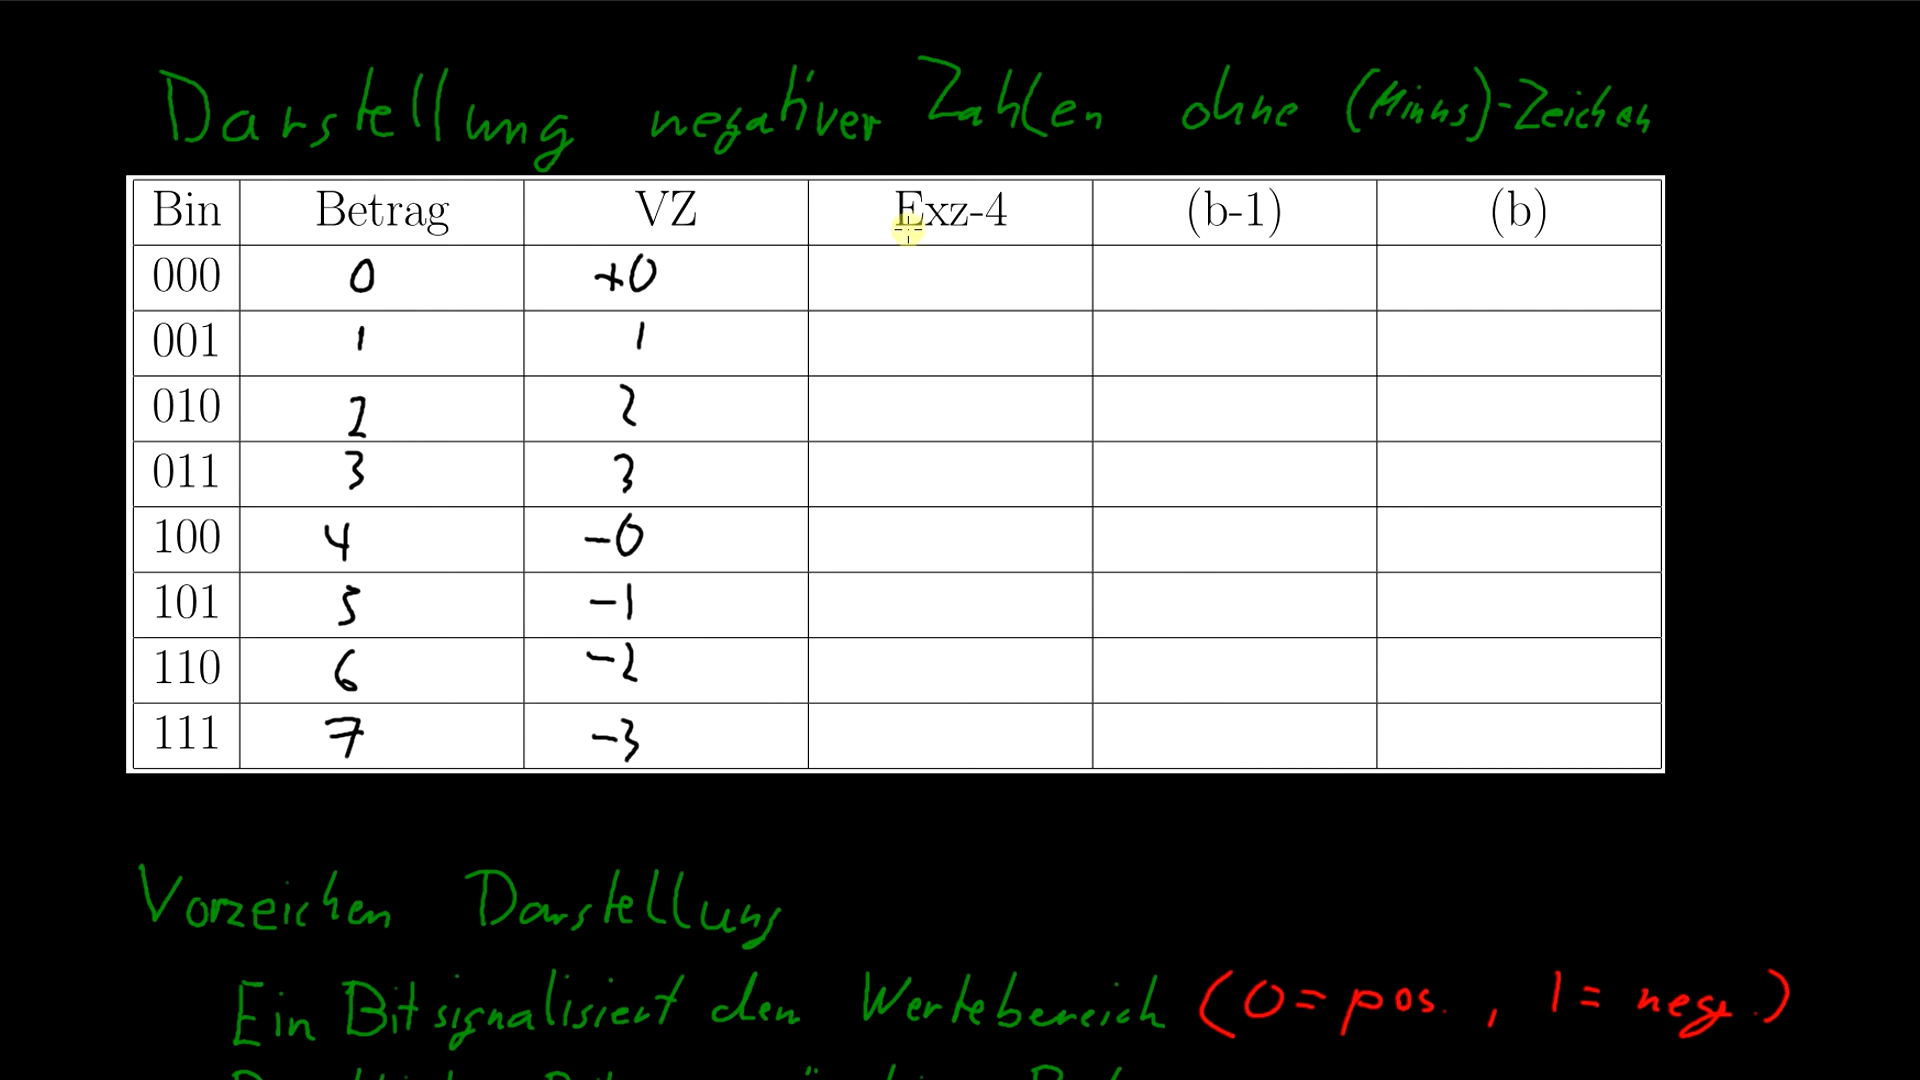 Darstellung negativer Zahlen ohne (Minus)-Zeichen
Bin Betrag VZ Exz-4 (b-1) (b)
000 0 +0
001 1 1
010 2 2
011 3 3
100 4 -0
101 5 -1
110 6 -2
111 7 -3
Vorzeichen Darstellung
Ein Bit signalisiert den Wertebereich (0=pos., 1=neg.)